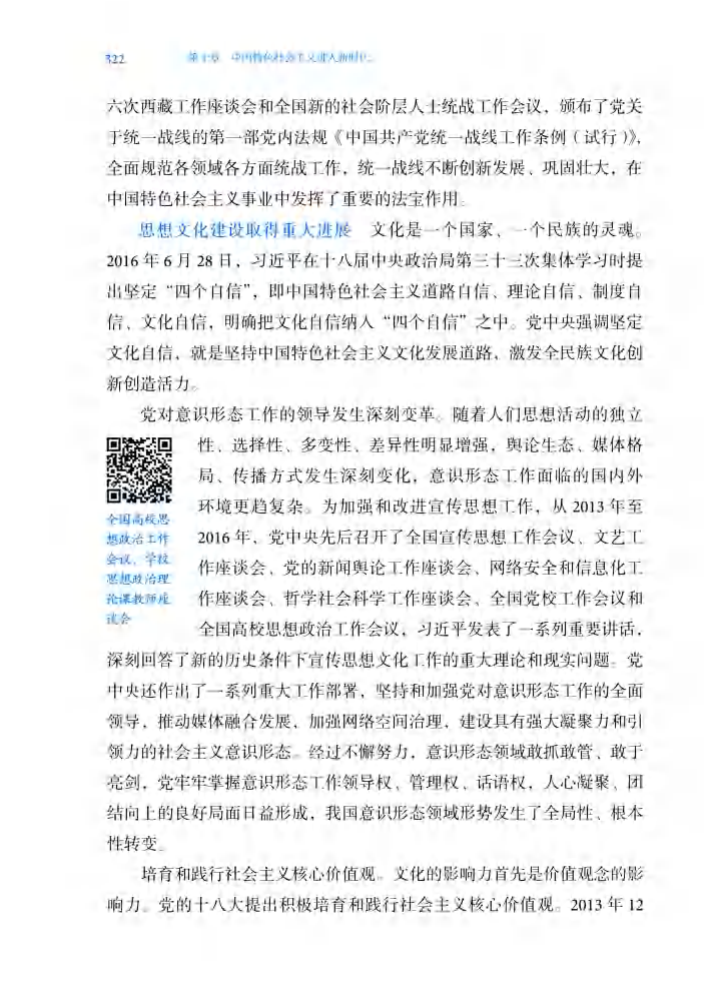 322
第十章 中国特色社会主义进入新时代
六次西藏工作座谈会和全国新的社会阶层人士统战工作会议，颁布了党关
于统一战线的第一部党内法规《中国共产党统一战线工作条例（试行）》，
全面规范各领域各方面统战工作，统一战线不断创新发展、巩固壮大，在
中国特色社会主义事业中发挥了重要的法宝作用。
思想文化建设取得重大进展 文化是一个国家、一个民族的灵魂。
2016 年 6 月 28 日，习近平在十八届中央政治局第三十三次集体学习时提
出坚定“四个自信”，即中国特色社会主义道路自信、理论自信、制度自
信、文化自信，明确把文化自信纳入“四个自信”之中。党中央强调坚定
文化自信，就是坚持中国特色社会主义文化发展道路，激发全民族文化创
新创造活力。
党对意识形态工作的领导发生深刻变革。随着人们思想活动的独立
性、选择性、多变性、差异性明显增强，舆论生态、媒体格
局、传播方式发生深刻变化，意识形态工作面临的国内外
环境更趋复杂。为加强和改进宣传思想工作，从 2013 年至
2016 年，党中央先后召开了全国宣传思想工作会议、文艺工
作座谈会、党的新闻舆论工作座谈会、网络安全和信息化工
作座谈会、哲学社会科学工作座谈会、全国党校工作会议和
全国高校思想政治工作会议，习近平发表了一系列重要讲话，
全国高校思
想政治工作
会议、学校
思想政治理
论课教师座
谈会
深刻回答了新的历史条件下宣传思想文化工作的重大理论和现实问题。党
中央还作出了一系列重大工作部署，坚持和加强党对意识形态工作的全面
领导，推动媒体融合发展，加强网络空间治理，建设具有强大凝聚力和引
领力的社会主义意识形态。经过不懈努力，意识形态领域敢抓敢管、敢于
亮剑，党牢牢掌握意识形态工作领导权、管理权、话语权，人心凝聚、团
结向上的良好局面日益形成，我国意识形态领域形势发生了全局性、根本
性转变。
培育和践行社会主义核心价值观。文化的影响力首先是价值观念的影
响力。党的十八大提出积极培育和践行社会主义核心价值观。2013 年 12